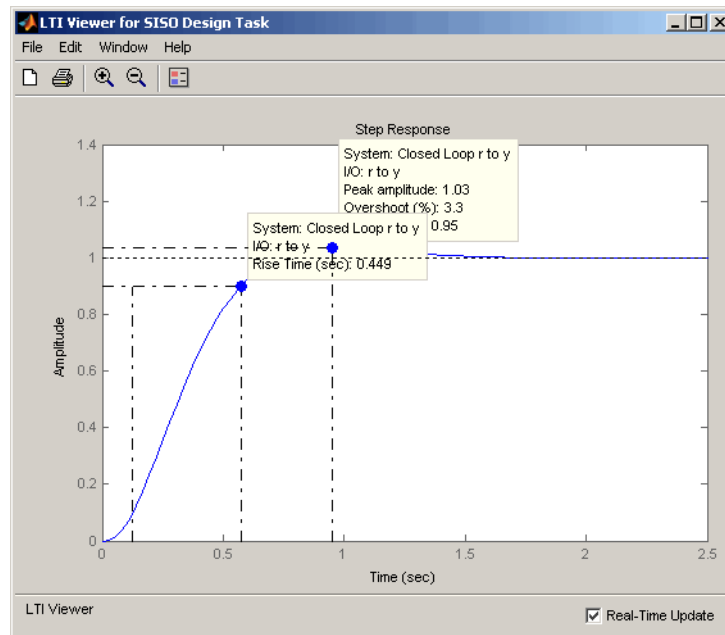 LTI Viewer for SISO Design Task
File Edit Window Help
Step Response
System: Closed Loop r to y
I/O: r to y
Peak amplitude: 1.03
Overshoot (%): 3.3
0.95
System: Closed Loop r to y
I/O: r to y
Rise Time (sec): 0.449
1.4
1.2
1
0.8
0.6
0.4
0.2
0
Amplitude
0 0.5 1 1.5 2 2.5
Time (sec)
LTI Viewer
Real-Time Update